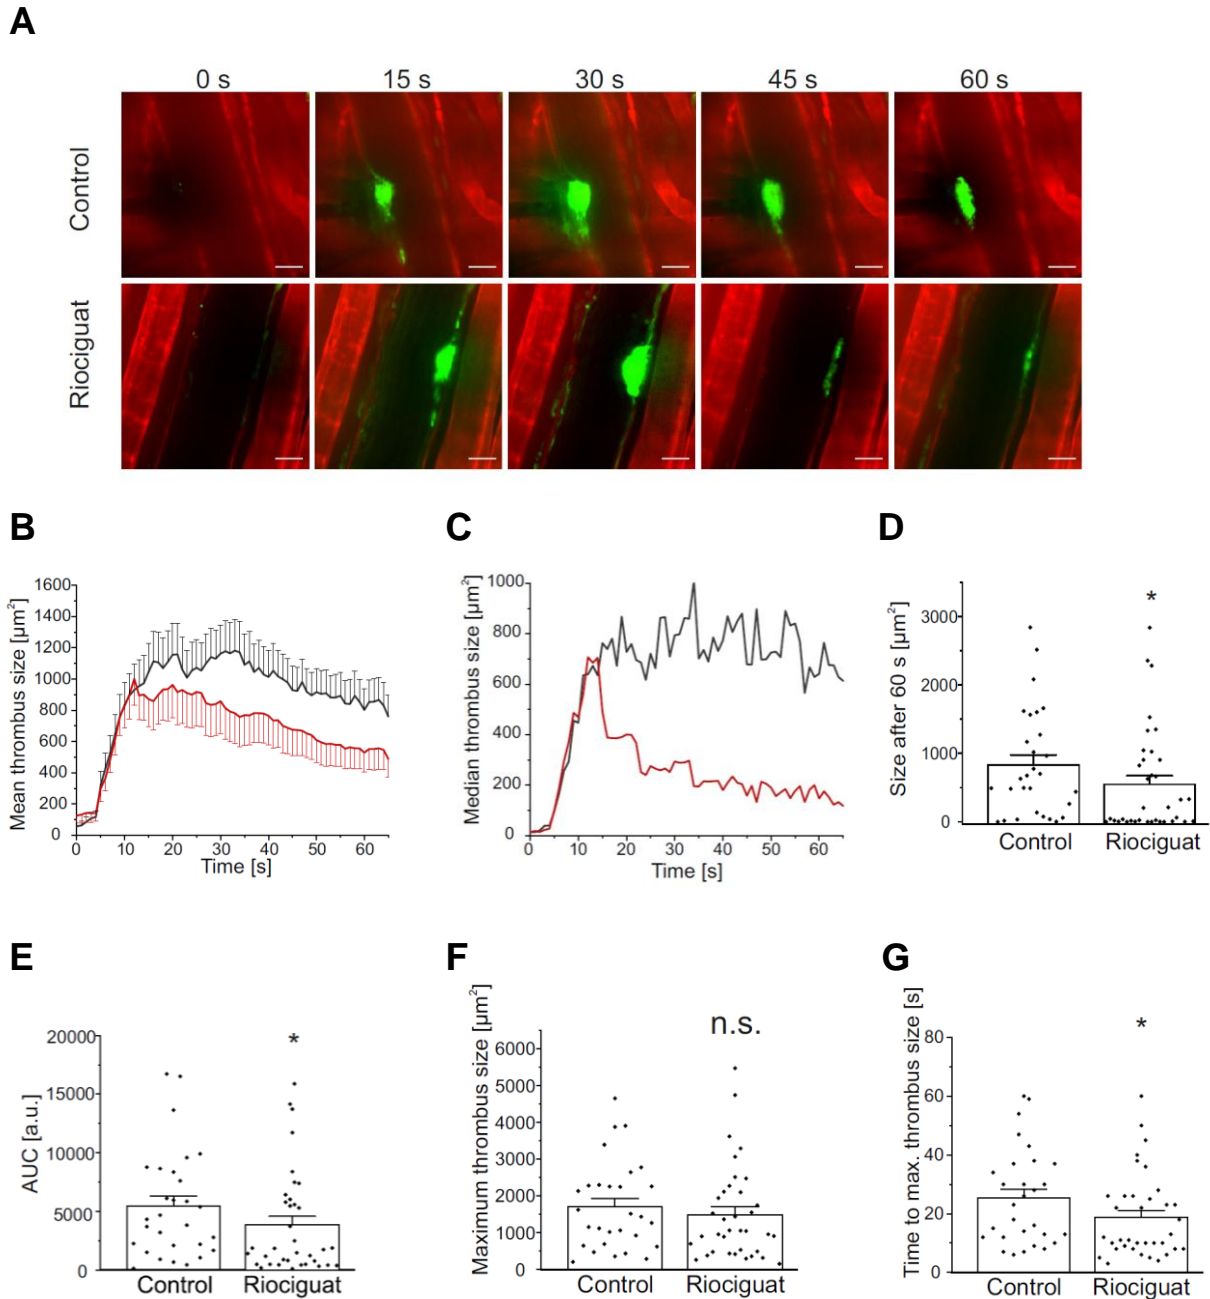 A
0 s 15 s 30 s 45 s 60 s
Control
Riociguat
B
Mean thrombus size [µm²]
1600
1400
1200
1000
800
600
400
200
0
0 10 20 30 40 50 60
Time [s]
C
Median thrombus size [µm²]
1000
800
600
400
200
0
0 10 20 30 40 50 60
Time [s]
D
Size after 60 s [µm²]
3000
2000
1000
0
*
Control Riociguat
E
AUC [a.u.]
20000
15000
10000
5000
0
*
Control Riociguat
F
Maximum thrombus size [µm²]
6000
5000
4000
3000
2000
1000
0
n.s.
Control Riociguat
G
Time to max. thrombus size [s]
80
60
40
20
0
*
Control Riociguat